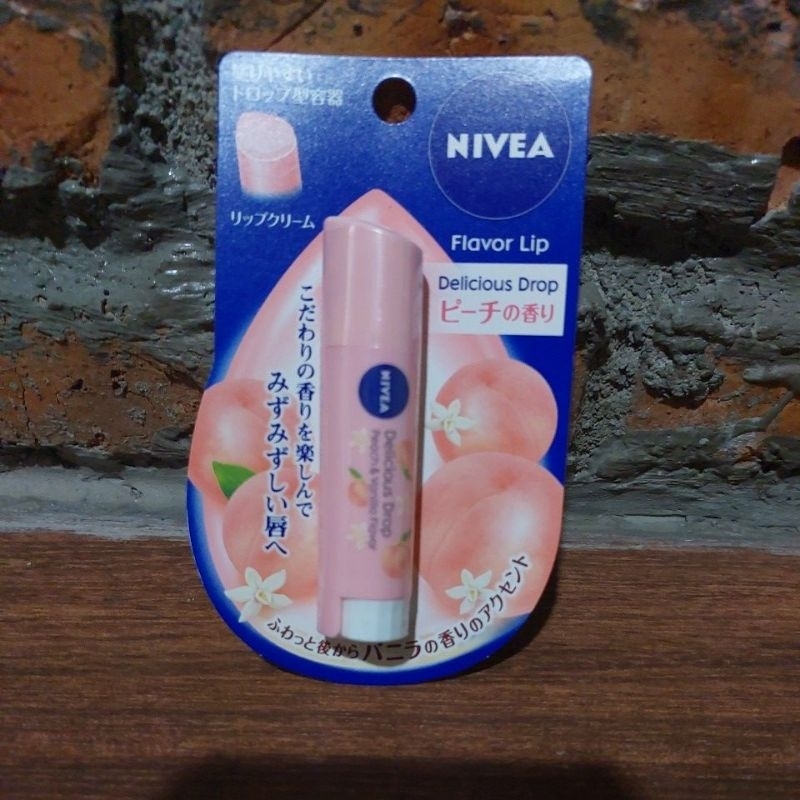 塗りやすい
ドロップ型容器
リップクリーム
NIVEA
Flavor Lip
Delicious Drop
ピーチの香り
こだわりの香りを楽しんで
みずみずしい唇へ
NIVEA
Delicious Drop
Peach & Vanilla Flavor
ふわっと後からバニラの香りのアクセント